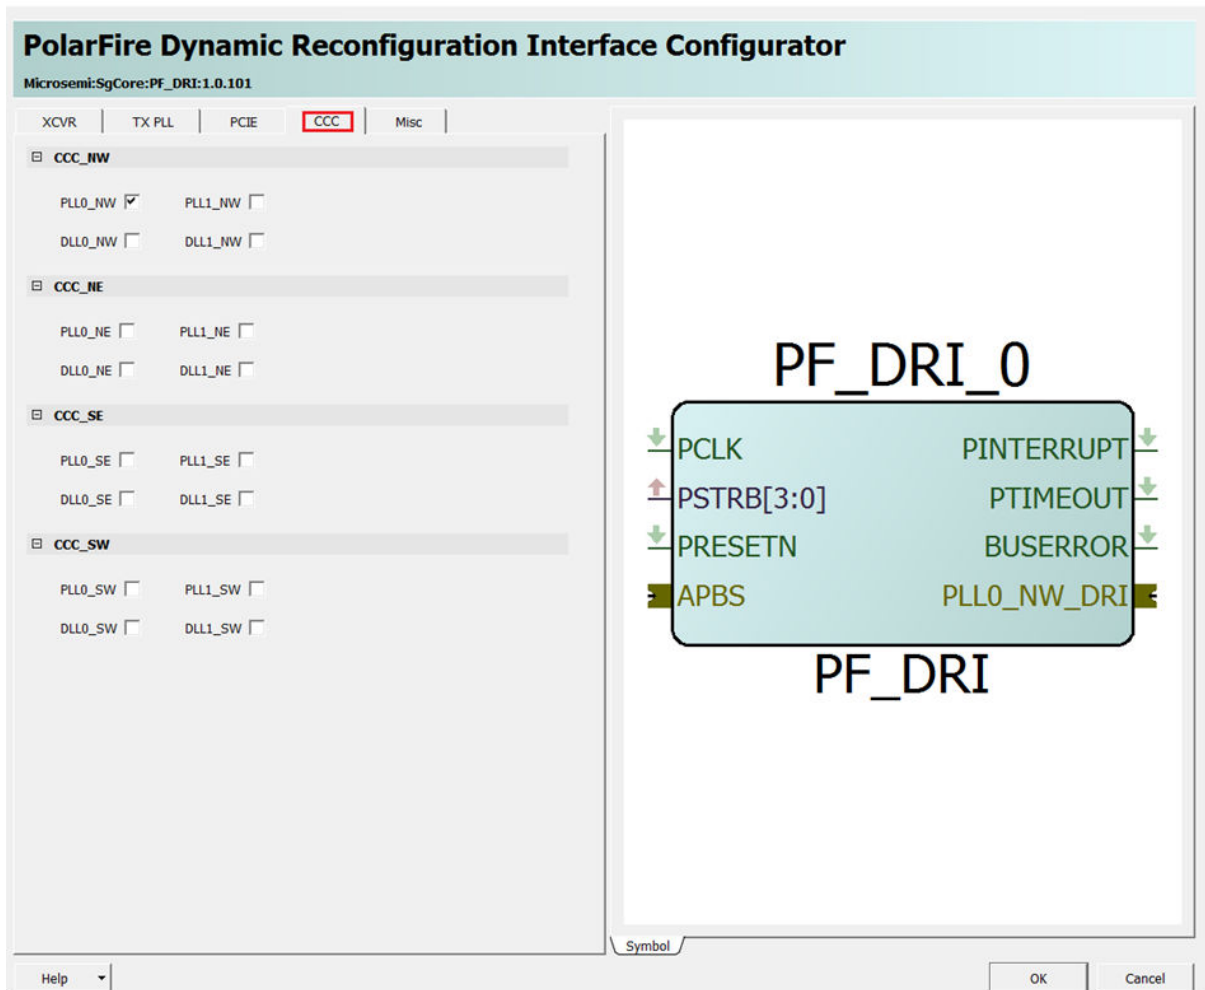 PolarFire Dynamic Reconfiguration Interface Configurator
Microsemi:SgCore:PF_DRI:1.0.101
XCVR TX PLL PCIE CCC Misc
CCC_NW
PLL0_NW PLL1_NW
DLL0_NW DLL1_NW
CCC_NE
PLL0_NE PLL1_NE
DLL0_NE DLL1_NE
CCC_SE
PLL0_SE PLL1_SE
DLL0_SE DLL1_SE
CCC_SW
PLL0_SW PLL1_SW
DLL0_SW DLL1_SW
PF_DRI_0
PCLK PINTERRUPT
PSTRB[3:0] PTIMEOUT
PRESETN BUSERROR
APBS PLL0_NW_DRI
PF_DRI
Symbol
Help OK Cancel